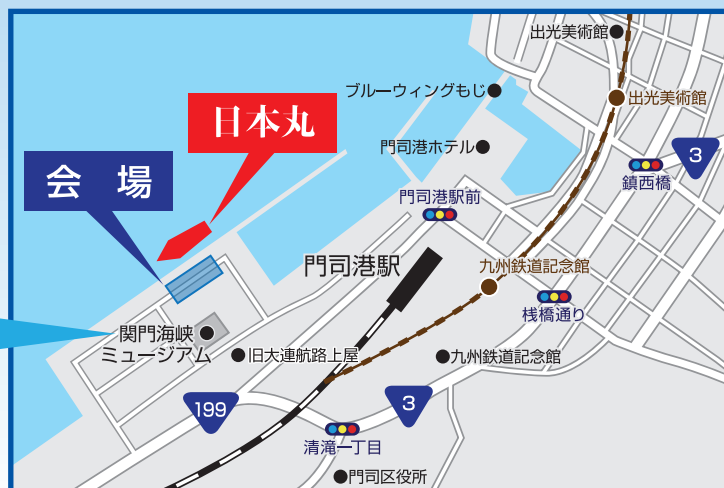 出光美術館
ブルーウィングもじ
出光美術館
日本丸
門司港ホテル
3
会 場
鎮西橋
門司港駅前
門司港駅
九州鉄道記念館
桟橋通り
関門海峡
ミュージアム
旧大連航路上屋
九州鉄道記念館
199
3
清滝一丁目
門司区役所